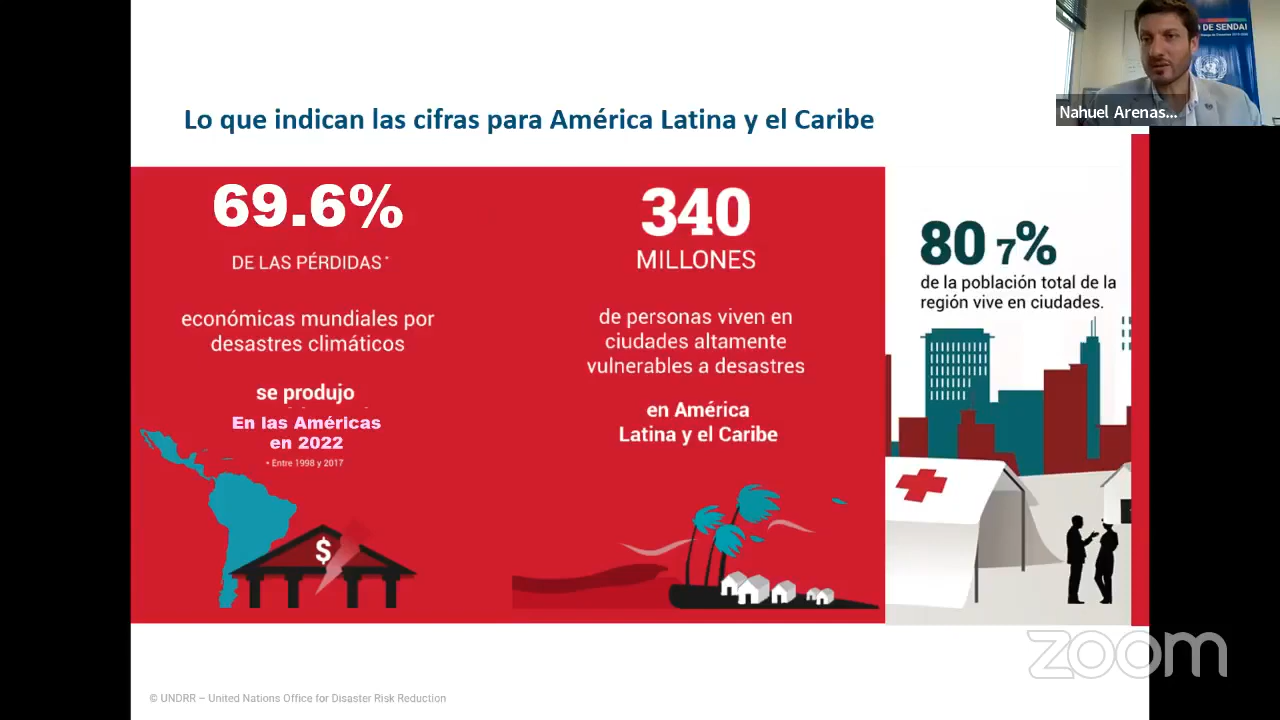 DE SENDAI
Nahuel Arenas...
Lo que indican las cifras para América Latina y el Caribe
69.6%
DE LAS PÉRDIDAS*
económicas mundiales por
desastres climáticos
se produjo
En las Américas
en 2022
* Entre 1998 y 2017
340
MILLONES
de personas viven en
ciudades altamente
vulnerables a desastres
en América
Latina y el Caribe
80 7%
de la población total de la
región vive en ciudades.
$
zoom
© UNDRR – United Nations Office for Disaster Risk Reduction